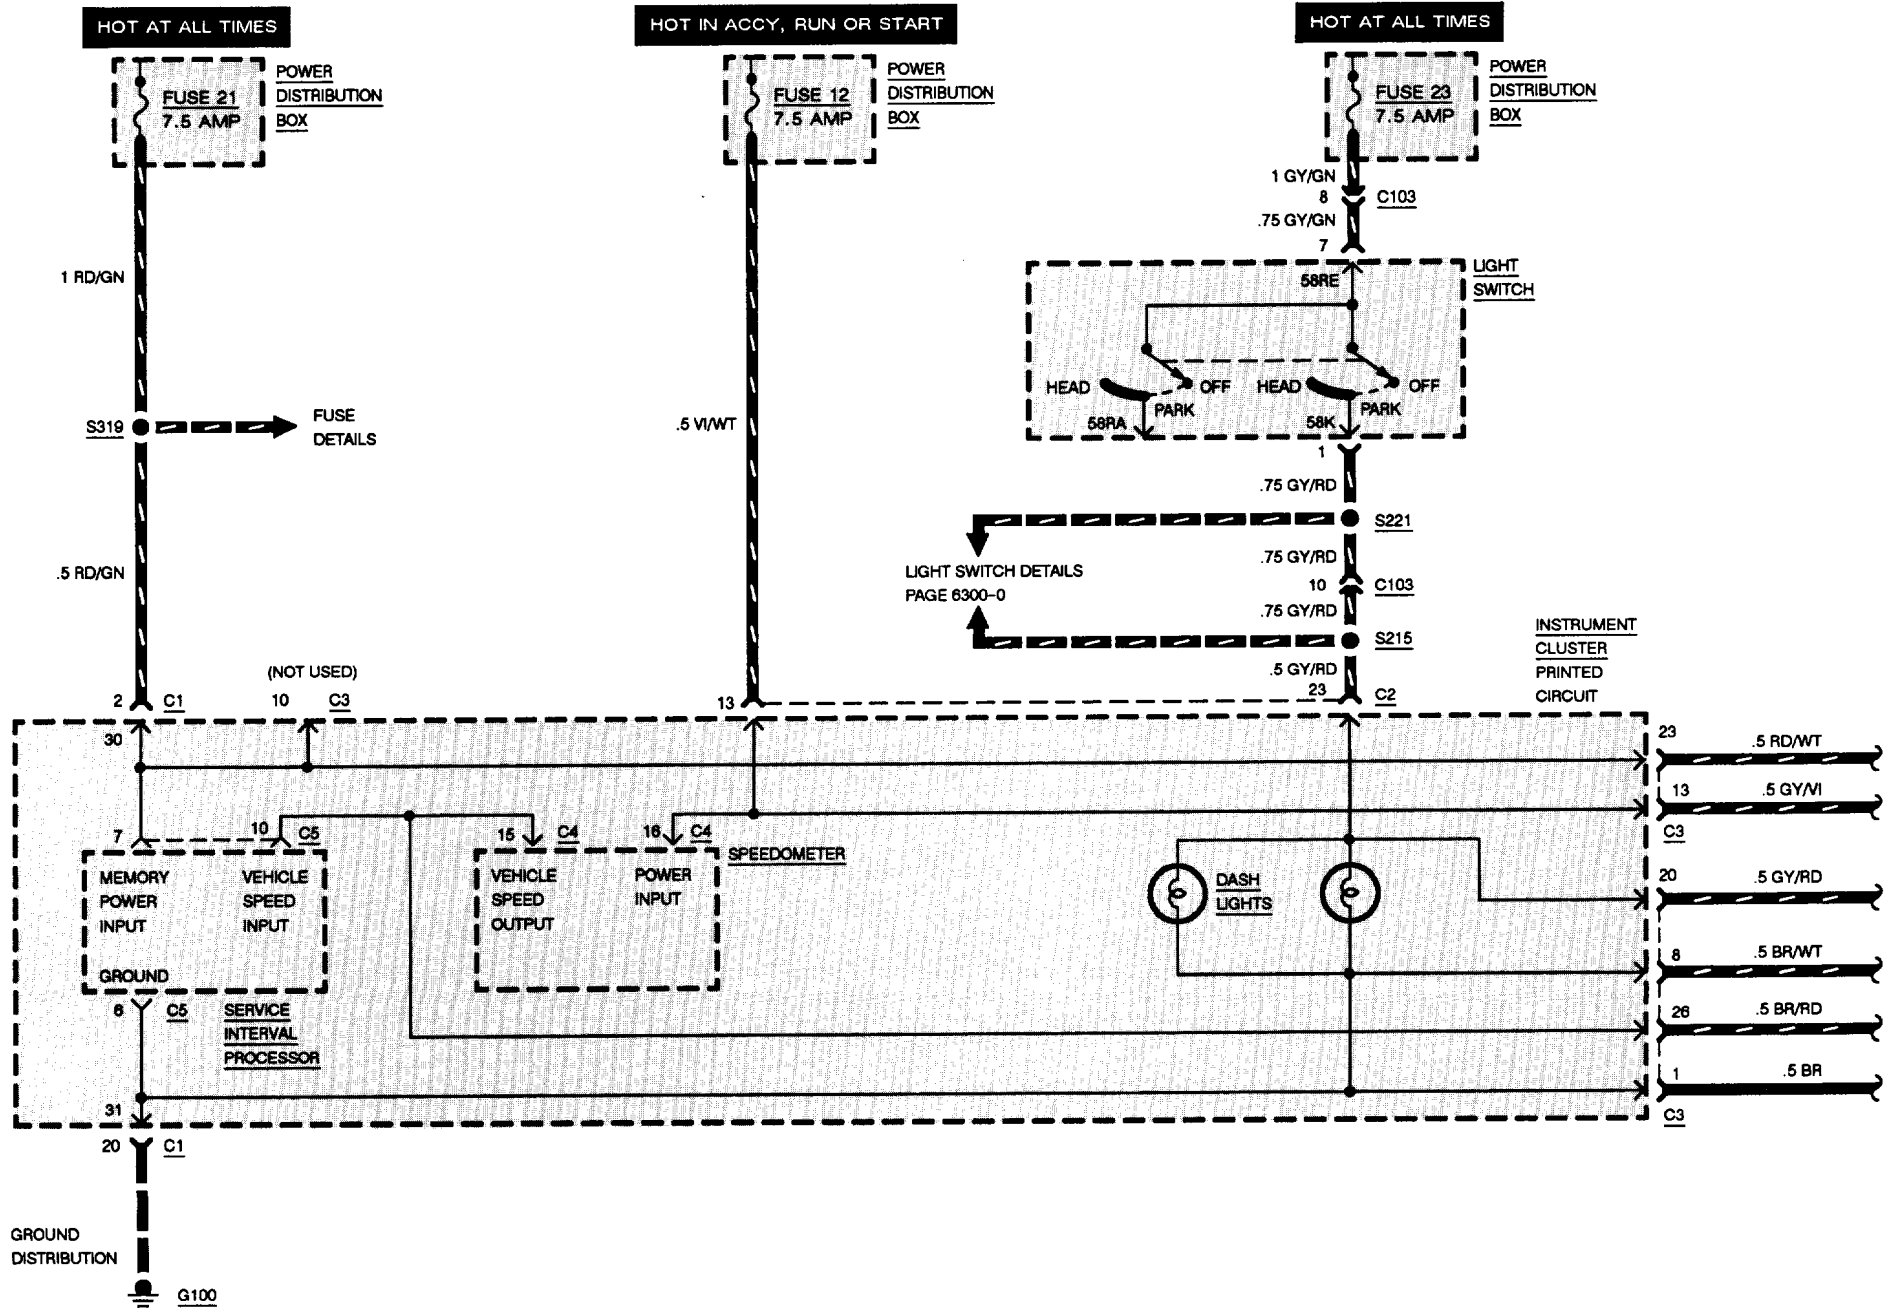 HOT AT ALL TIMES
HOT IN ACCY, RUN OR START
HOT AT ALL TIMES
FUSE 21
7.5 AMP
POWER
DISTRIBUTION
BOX
FUSE 12
7.5 AMP
POWER
DISTRIBUTION
BOX
FUSE 23
7.5 AMP
POWER
DISTRIBUTION
BOX
1 GY/GN
8
C103
.75 GY/GN
7
1 RD/GN
58RE
LIGHT
SWITCH
HEAD
OFF
HEAD
OFF
PARK
PARK
58RA
58K
S319
FUSE
DETAILS
.5 VI/WT
1
.75 GY/RD
S221
.75 GY/RD
.5 RD/GN
LIGHT SWITCH DETAILS
PAGE 6300-0
10
C103
.75 GY/RD
S215
.5 GY/RD
INSTRUMENT
CLUSTER
PRINTED
CIRCUIT
(NOT USED)
2
C1
10
C3
13
23
C2
30
23
.5 RD/WT
13
.5 GY/VI
C3
7
10
C5
15
C4
16
C4
SPEEDOMETER
MEMORY
POWER
INPUT
VEHICLE
SPEED
INPUT
GROUND
VEHICLE
SPEED
OUTPUT
POWER
INPUT
DASH
LIGHTS
20
.5 GY/RD
8
.5 BR/WT
6
C5
SERVICE
INTERVAL
PROCESSOR
26
.5 BR/RD
1
.5 BR
C3
31
20
C1
GROUND
DISTRIBUTION
G100